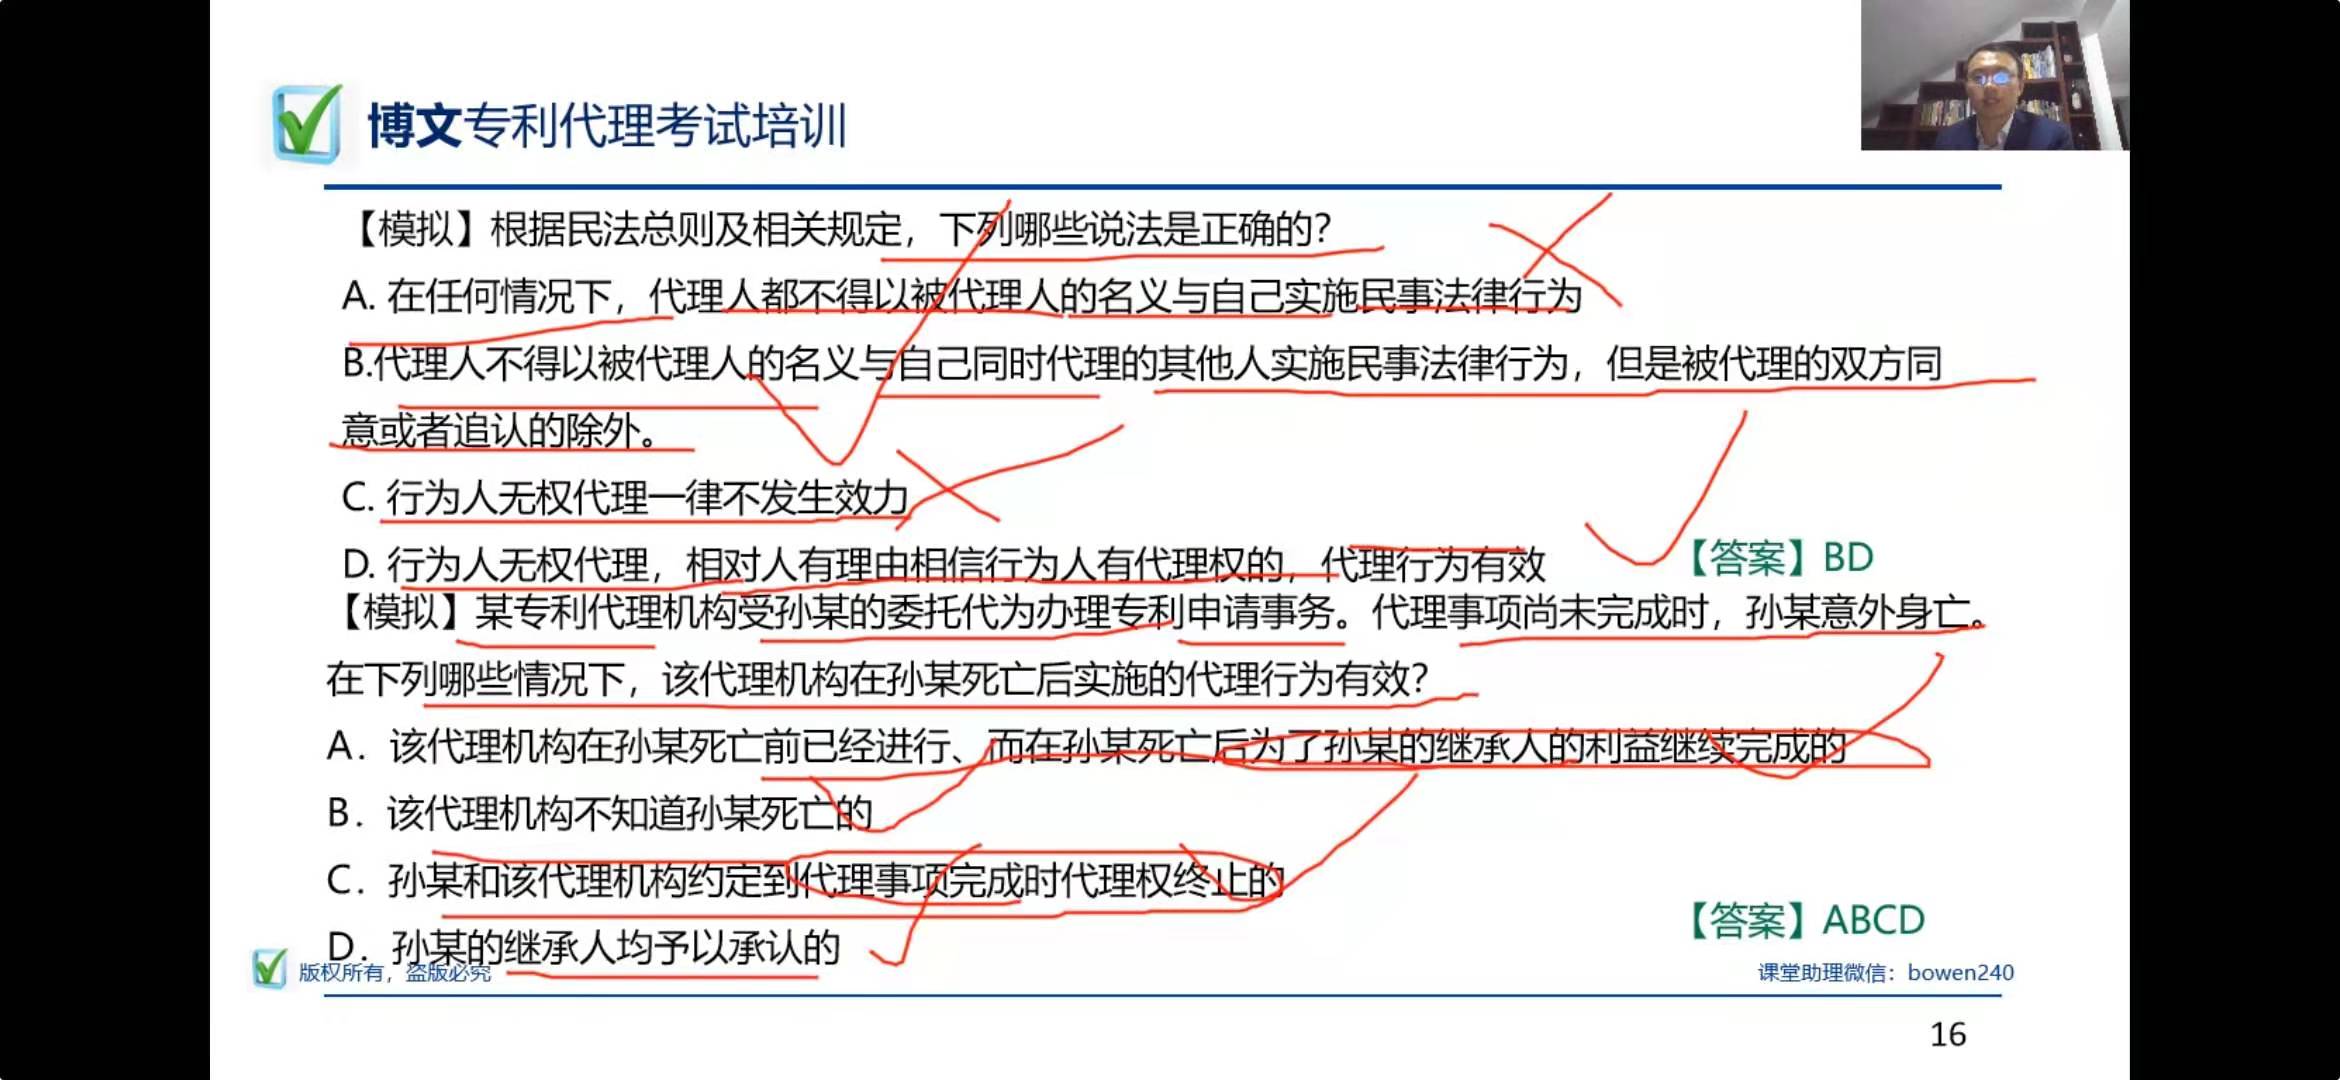 博文专利代理考试培训
【模拟】根据民法总则及相关规定，下列哪些说法是正确的？
A. 在任何情况下，代理人都不得以被代理人的名义与自己实施民事法律行为
B.代理人不得以被代理人的名义与自己同时代理的其他人实施民事法律行为，但是被代理的双方同
意或者追认的除外。
C. 行为人无权代理一律不发生效力
D. 行为人无权代理，相对人有理由相信行为人有代理权的，代理行为有效
【答案】BD
【模拟】某专利代理机构受孙某的委托代为办理专利申请事务。代理事项尚未完成时，孙某意外身亡。
在下列哪些情况下，该代理机构在孙某死亡后实施的代理行为有效？
A．该代理机构在孙某死亡前已经进行、而在孙某死亡后为了孙某的继承人的利益继续完成的
B．该代理机构不知道孙某死亡的
C．孙某和该代理机构约定到代理事项完成时代理权终止的
D．孙某的继承人均予以承认的
【答案】ABCD
版权所有，盗版必究
课堂助理微信：bowen240
16